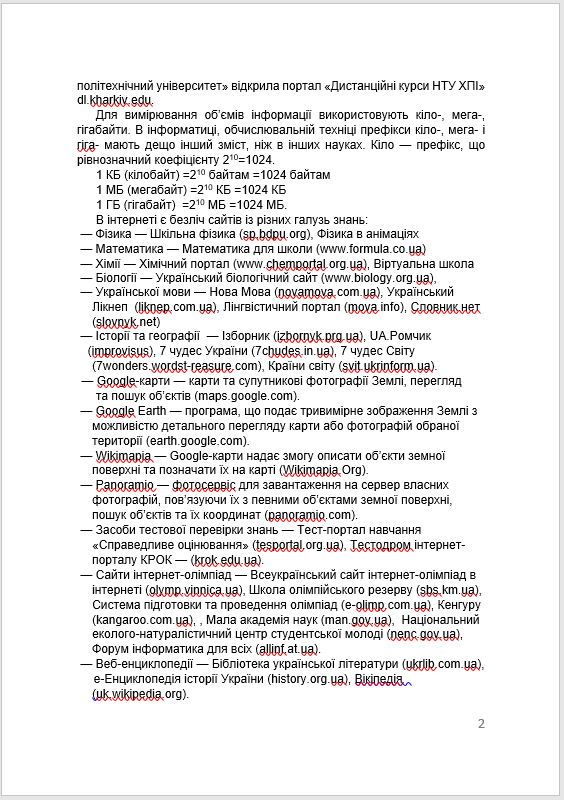 політехнічний університет» відкрила портал «Дистанційні курси НТУ ХПІ»
dl.kharkiv.edu.
Для вимірювання об’ємів інформації використовують кіло-, мега-,
гігабайти. В інформатиці, обчислювальній техніці префікси кіло-, мега- і
гіга- мають дещо інший зміст, ніж в інших науках. Кіло — префікс, що
рівнозначний коефіцієнту 2¹⁰=1024.
1 КБ (кілобайт) =2¹⁰ байтам =1024 байтам
1 МБ (мегабайт) =2¹⁰ КБ =1024 КБ
1 ГБ (гігабайт) =2¹⁰ МБ =1024 МБ.
В інтернеті є безліч сайтів із різних галузь знань:
— Фізика — Шкільна фізика (sp.bdpu.org), Фізика в анімаціях
— Математика — Математика для школи (www.formula.co.ua)
— Хімії — Хімічний портал (www.chemportal.org.ua), Віртуальна школа
— Біології — Український біологічний сайт (www.biology.org.ua),
— Української мови — Нова Мова (novamova.com.ua), Український
Лікнеп (liknep.com.ua), Лінгвістичний портал (mova.info), Словник.нет
(slovnyk.net)
— Історії та географії — Ізборник (izbornyk.prg.ua), UA.Ромчик
(improvisus), 7 чудес України (7chudes.in.ua), 7 чудес Світу
(7wonders.wordst-reasure.com), Країни світу (svit.ukrinform.ua).
— Google-карти — карти та супутникові фотографії Землі, перегляд
та пошук об’єктів (maps.google.com).
— Google Earth — програма, що подає тривимірне зображення Землі з
можливістю детального перегляду карти або фотографій обраної
території (earth.google.com).
— Wikimapia — Google-карти надає змогу описати об’єкти земної
поверхні та позначати їх на карті (Wikimapia.Org).
— Panoramio — фотосервіс для завантаження на сервер власних
фотографій, пов’язуючи їх з певними об’єктами земної поверхні,
пошук об’єктів та їх координат (panoramio.com).
— Засоби тестової перевірки знань — Тест-портал навчання
«Справедливе оцінювання» (tesportal.org.ua), Тестодром інтернет-
порталу КРОК — (krok.edu.ua).
— Сайти інтернет-олімпіад — Всеукраїнський сайт інтернет-олімпіад в
інтернеті (olymp.vinnica.ua), Школа олімпійського резерву (sbs.km.ua),
Система підготовки та проведення олімпіад (e-olimp.com.ua), Кенгуру
(kangaroo.com.ua), , Мала академія наук (man.gov.ua), Національний
еколого-натуралістичний центр студентської молоді (nenc.gov.ua),
Форум інформатика для всіх (allinf.at.ua).
— Веб-енциклопедії — Бібліотека української літератури (ukrlib.com.ua),
е-Енциклопедія історії України (history.org.ua), Вікіпедія
(uk.wikipedia.org).
2